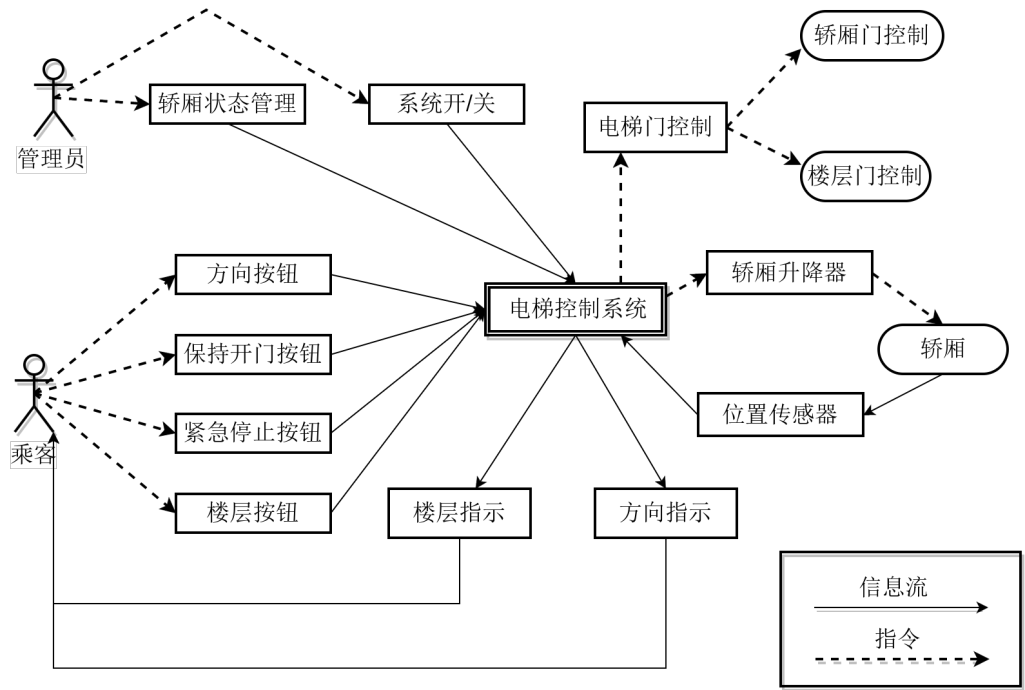 轿厢门控制
轿厢状态管理
系统开/关
电梯门控制
管理员
楼层门控制
方向按钮
轿厢升降器
电梯控制系统
保持开门按钮
轿厢
位置传感器
紧急停止按钮
乘客
楼层按钮
楼层指示
方向指示
信息流
指令